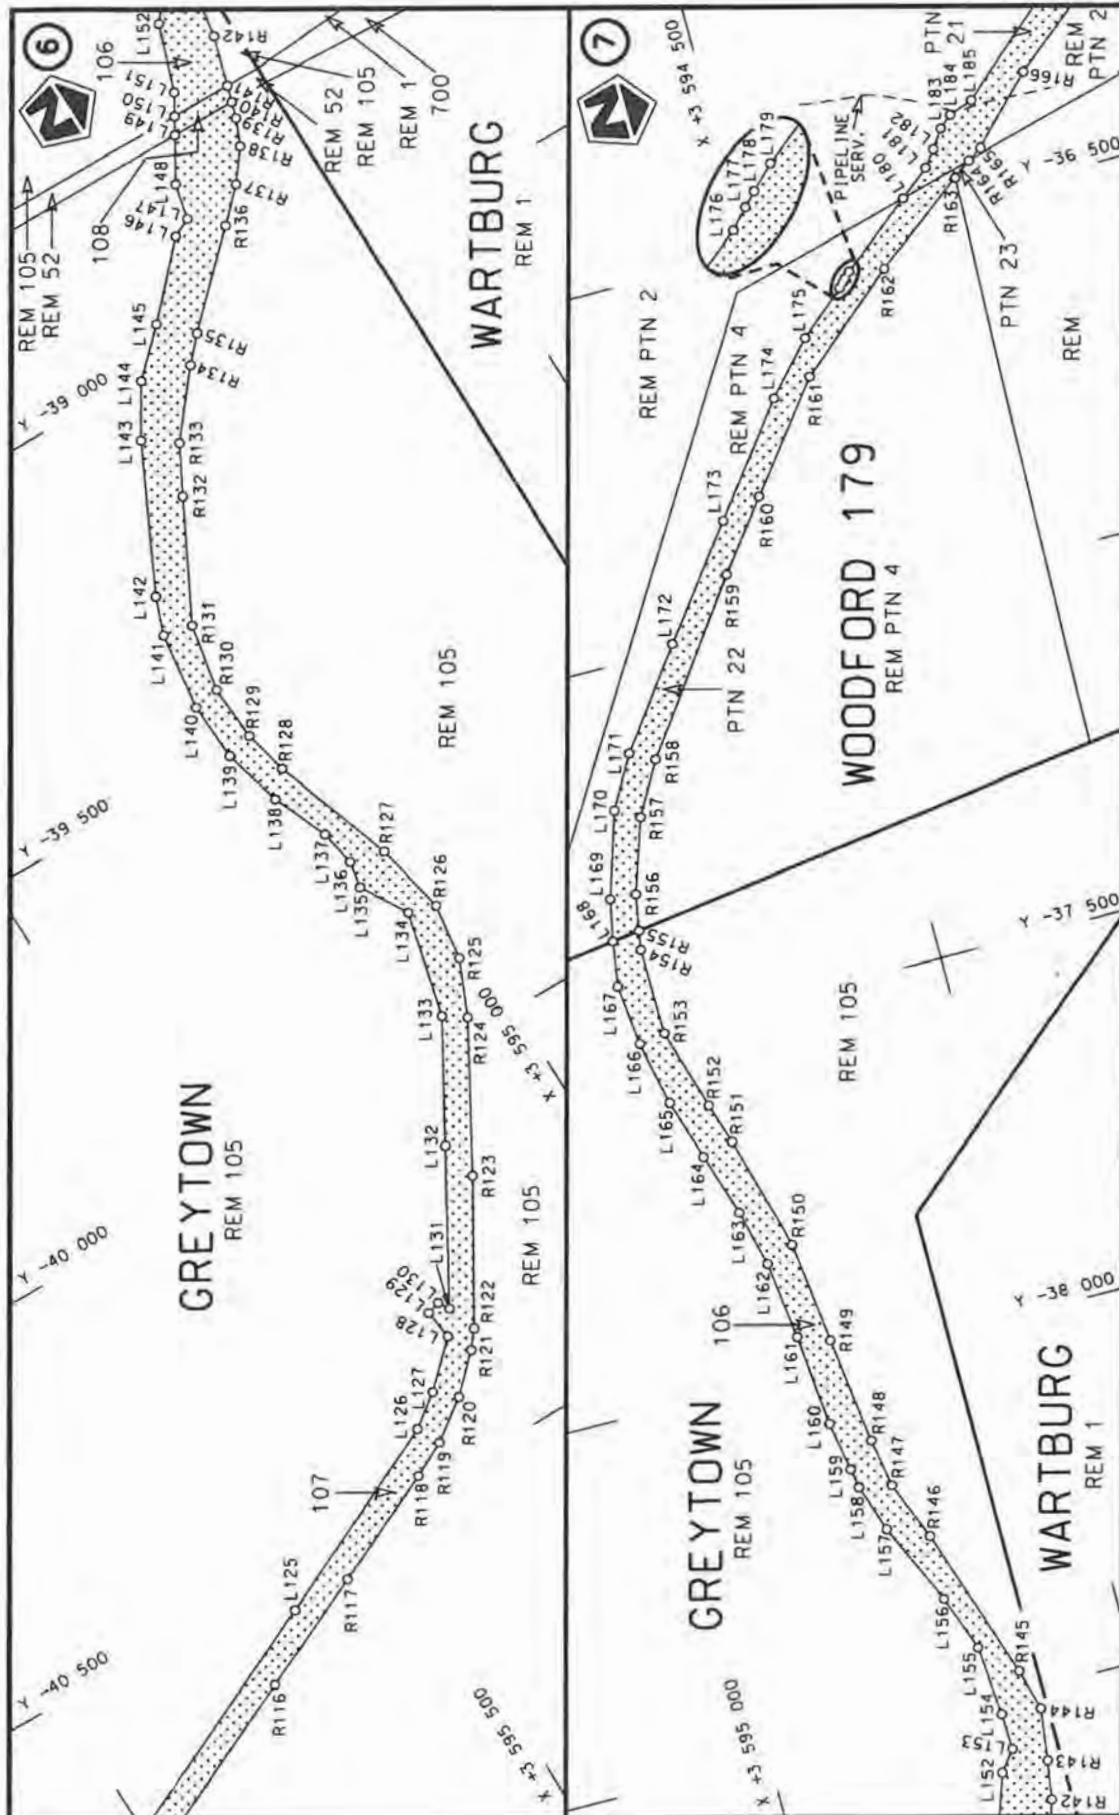 6
N
Y -40 500
Y -40 000
Y -39 500
Y -39 000
REM 105
REM 52
108
106
107
GREYTOWN
REM 105
L125
L126
L127
L128
L129
L130
L131
L132
L133
L134
L135
L136
L137
L138
L139
L140
L141
L142
L143
L144
L145
L146
L147
L148
L149
L150
L151
L152
R116
R117
R118
R119
R120
R121
R122
R123
R124
R125
R126
R127
R128
R129
R130
R131
R132
R133
R134
R135
R136
R137
R138
R139
R140
R141
R142
REM 105
REM 105
X +3 595 500
X +3 595 000
WARTBURG
REM 1
REM 52
REM 105
REM 1
700
7
N
X +3 594 500
X +3 595 000
GREYTOWN
REM 105
106
L152
L153
L154
L155
L156
L157
L158
L159
L160
L161
L162
L163
L164
L165
L166
L167
L168
L169
L170
L171
L172
L173
L174
L175
L176
L177
L178
L179
L180
L181
L182
L183
L184
L185
R142
R143
R144
R145
R146
R147
R148
R149
R150
R151
R152
R153
R154
R155
R156
R157
R158
R159
R160
R161
R162
R163
R164
R165
R166
REM PTN 2
REM PTN 4
PTN 22
PIPELINE
SERV.
PTN
21
REM
PTN 2
PTN 23
REM
WOODFORD 179
REM PTN 4
REM 105
WARTBURG
REM 1
Y -38 000
Y -37 500
Y -36 500